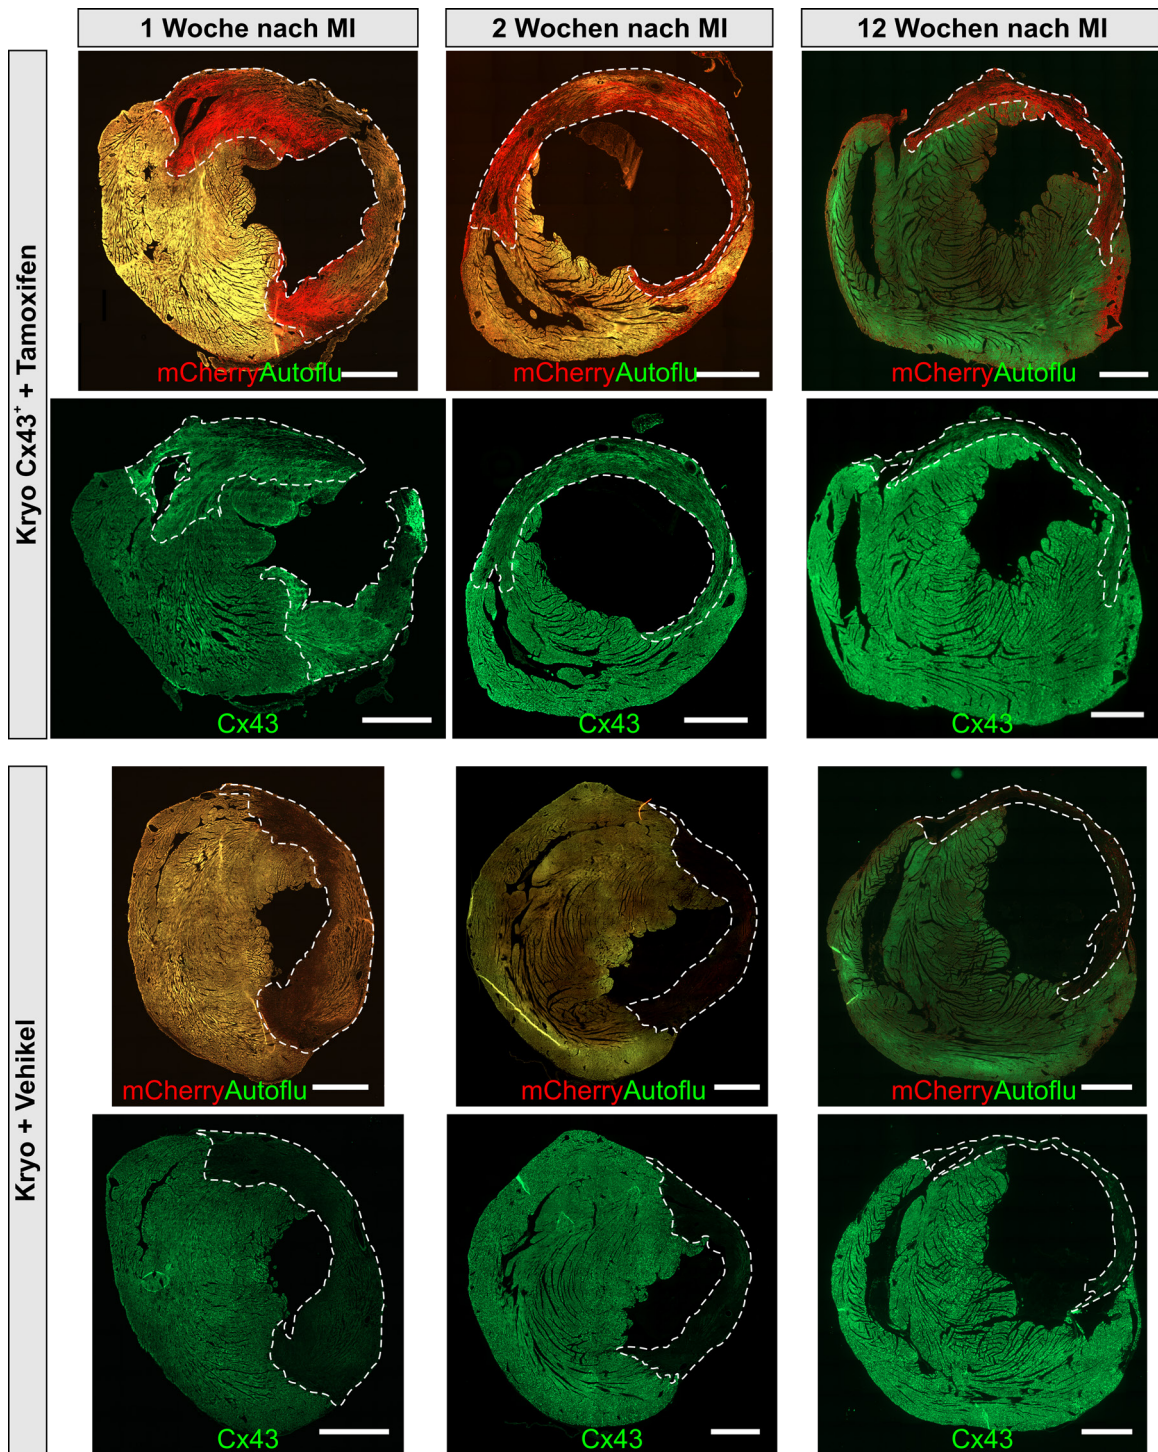 1 Woche nach MI
2 Wochen nach MI
12 Wochen nach MI
Kryo Cx43⁺ + Tamoxifen
mCherryAutoflu
mCherryAutoflu
mCherryAutoflu
Cx43
Cx43
Cx43
Kryo + Vehikel
mCherryAutoflu
mCherryAutoflu
mCherryAutoflu
Cx43
Cx43
Cx43